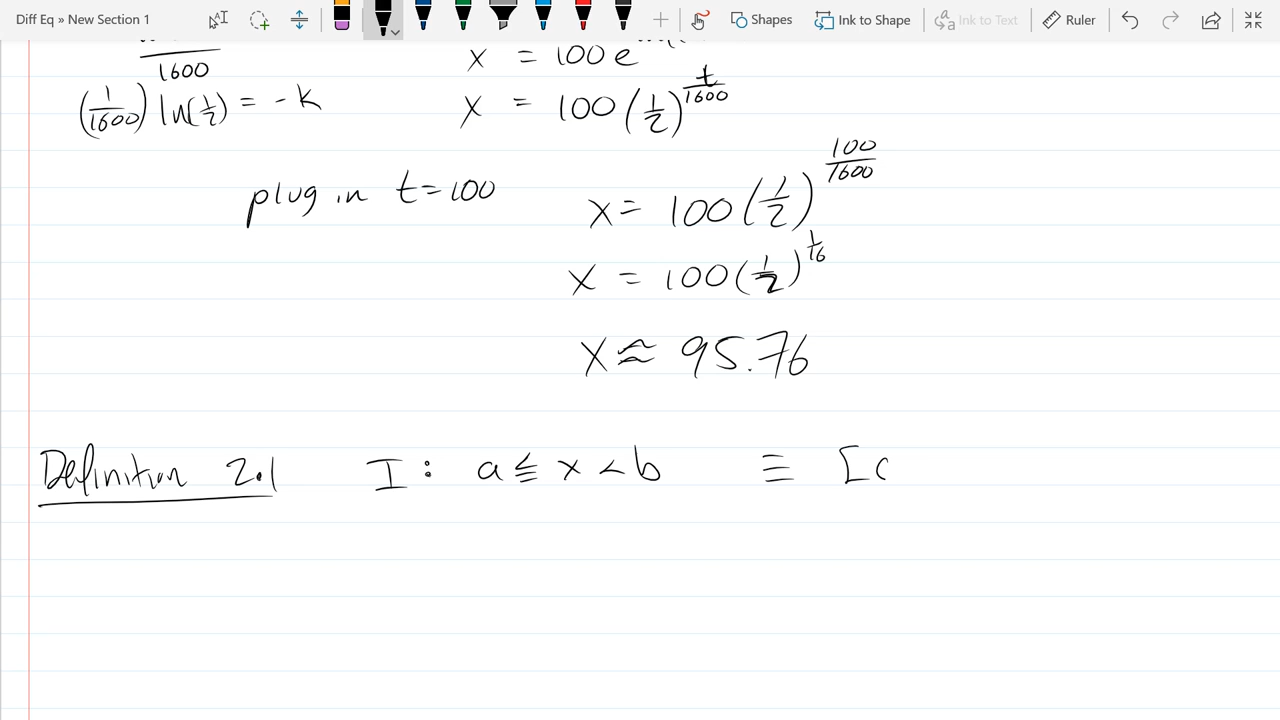 Diff Eq » New Section 1 Shapes Ink to Shape Ink to Text Ruler
1600
x = 100 e
(1/1600) ln(1/2) = -k
x = 100 (1/2)^(t/1600)
plug in t=100
x = 100 (1/2)^(100/1600)
x = 100 (1/2)^(1/16)
x ≈ 95.76
Definition 2.1 I : a ≤ x < b ≡ [c